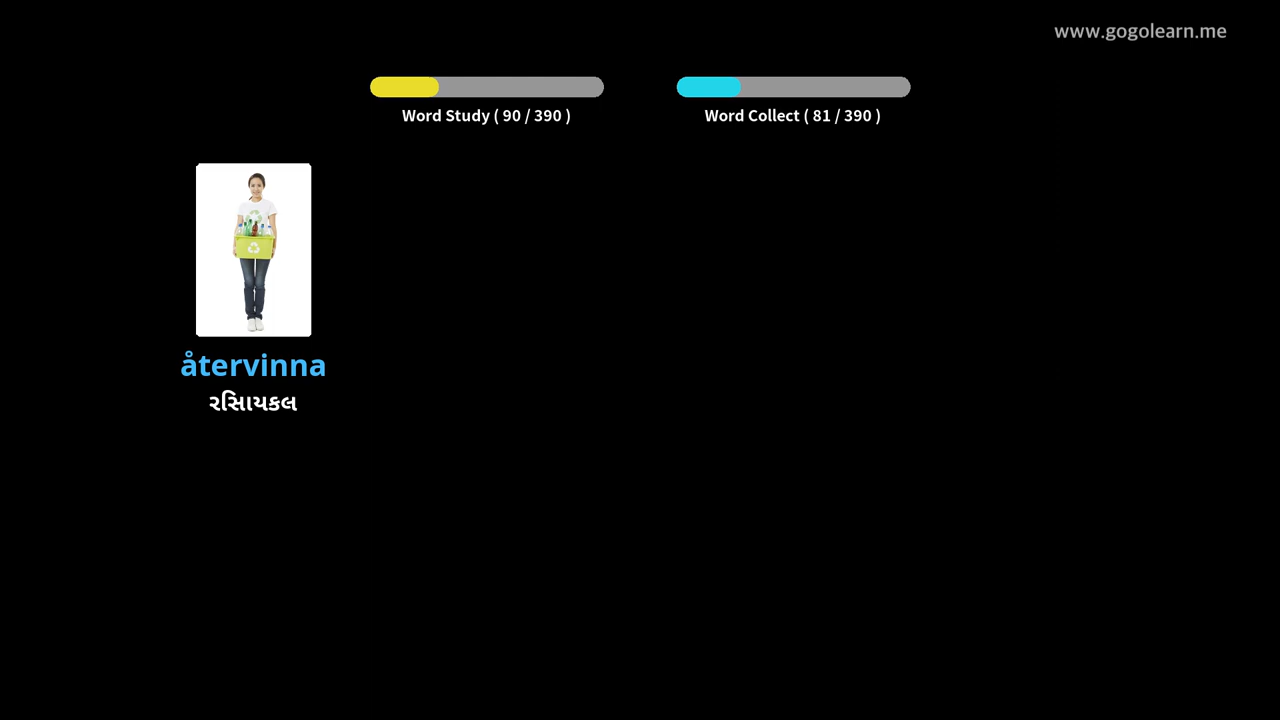 www.gogolearn.me
Word Study ( 90 / 390 )
Word Collect ( 81 / 390 )
återvinna
રિસાયકલ